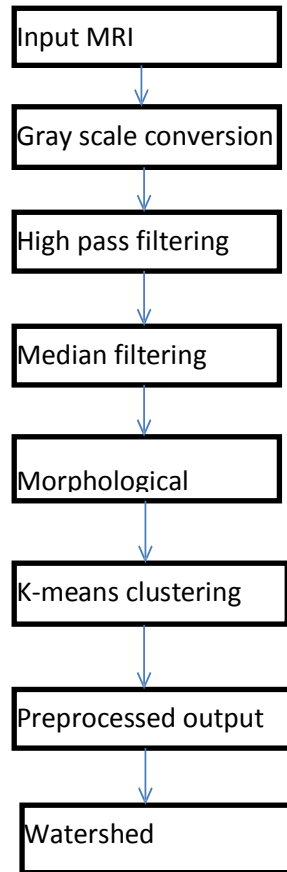 Input MRI
Gray scale conversion
High pass filtering
Median filtering
Morphological
K-means clustering
Preprocessed output
Watershed